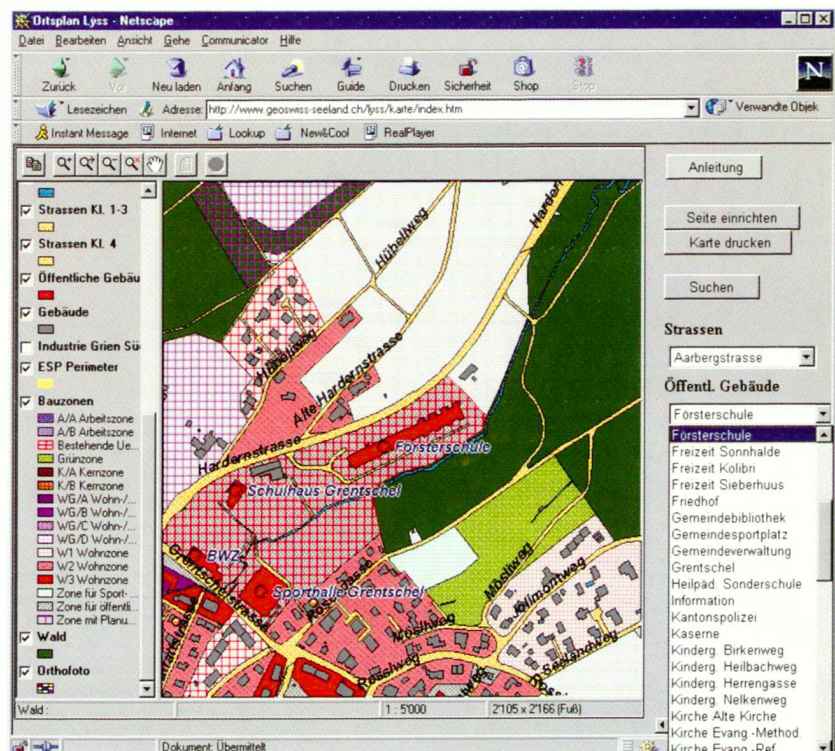 Ortsplan Lyss - Netscape
Datei Bearbeiten Ansicht Gehe Communicator Hilfe
Zurück Vor Neu laden Anfang Suchen Guide Drucken Sicherheit Shop Stop
N
Lesezeichen Adresse: http://www.geoswiss-seeland.ch/lyss/karte/index.htm Verwandte Objek
Instant Message Internet Lookup New&Cool RealPlayer
Strassen Kl. 1-3
Strassen Kl. 4
Öffentliche Gebäu
Gebäude
Industrie Grien Sü
ESP Perimeter
Bauzonen
A/A Arbeitszone
A/B Arbeitszone
Bestehende Ue...
Grünzone
K/A Kernzone
K/B Kernzone
WG/A Wohn-/...
WG/B Wohn-/...
WG/C Wohn-/...
WG/D Wohn-/...
W1 Wohnzone
W2 Wohnzone
W3 Wohnzone
Zone für Sport-...
Zone für öffentli...
Zone mit Planu...
Wald
Orthofoto
Hübeliweg
Harder
Hübeliweg
Alte Hardernstrasse
Hardernstrasse
Försterschule
Schulhaus Grentschel
BWZ
Grentschelstrasse
Sporthalle Grentschel
Mösliweg
Jollmontweg
Mösliweg
Rosslweg
Seelandweg
Anleitung
Seite einrichten
Karte drucken
Suchen
Strassen
Aarbergstrasse
Öffentl. Gebäude
Försterschule
Försterschule
Freizeit Sonnhalde
Freizeit Kolibri
Freizeit Sieberhuus
Friedhof
Gemeindebibliothek
Gemeindesportplatz
Gemeindeverwaltung
Grentschel
Heilpäd. Sonderschule
Information
Kantonspolizei
Kaserne
Kinderg. Birkenweg
Kinderg. Heilbachweg
Kinderg. Herrengasse
Kinderg. Nelkenweg
Kirche Alte Kirche
Kirche Evang.-Method.
Kirche Evang.-Ref.
Wald : 1 : 5'000 2'105 x 2'166 (Fuß)
Dokument: Übermittelt